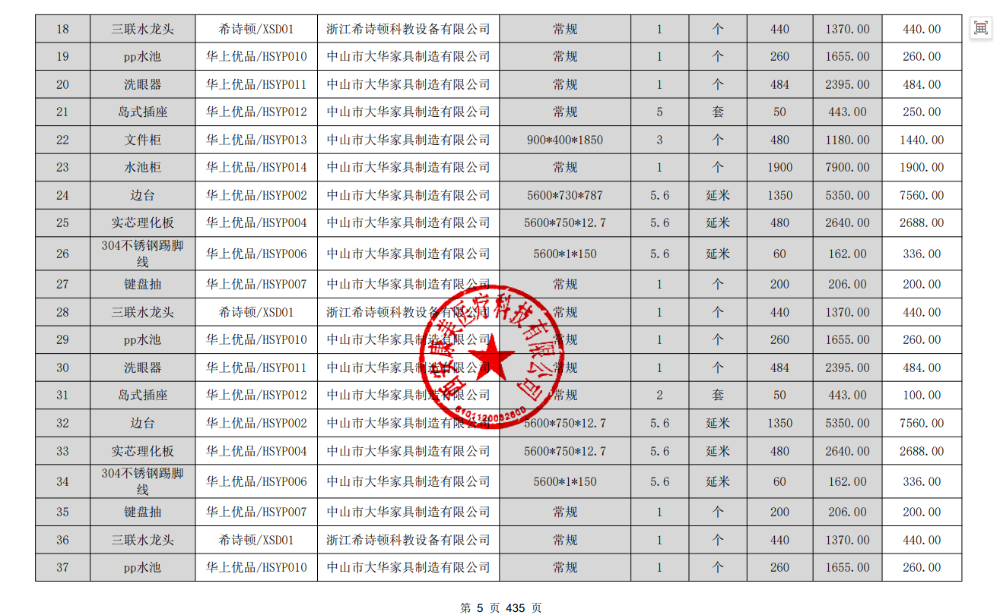 18 三联水龙头 希诗顿/XSD01 浙江希诗顿科教设备有限公司 常规 1 个 440 1370.00 440.00
19 pp水池 华上优品/HSYP010 中山市大华家具制造有限公司 常规 1 个 260 1655.00 260.00
20 洗眼器 华上优品/HSYP011 中山市大华家具制造有限公司 常规 1 个 484 2395.00 484.00
21 岛式插座 华上优品/HSYP012 中山市大华家具制造有限公司 常规 5 套 50 443.00 250.00
22 文件柜 华上优品/HSYP013 中山市大华家具制造有限公司 900*400*1850 3 个 480 1180.00 1440.00
23 水池柜 华上优品/HSYP014 中山市大华家具制造有限公司 常规 1 个 1900 7900.00 1900.00
24 边台 华上优品/HSYP002 中山市大华家具制造有限公司 5600*730*787 5.6 延米 1350 5350.00 7560.00
25 实芯理化板 华上优品/HSYP004 中山市大华家具制造有限公司 5600*750*12.7 5.6 延米 480 2640.00 2688.00
26 304不锈钢踢脚线 华上优品/HSYP006 中山市大华家具制造有限公司 5600*1*150 5.6 延米 60 162.00 336.00
27 键盘抽 华上优品/HSYP007 中山市大华家具制造有限公司 常规 1 个 200 206.00 200.00
28 三联水龙头 希诗顿/XSD01 浙江希诗顿科教设备有限公司 常规 1 个 440 1370.00 440.00
29 pp水池 华上优品/HSYP010 中山市大华家具制造有限公司 常规 1 个 260 1655.00 260.00
30 洗眼器 华上优品/HSYP011 中山市大华家具制造有限公司 常规 1 个 484 2395.00 484.00
31 岛式插座 华上优品/HSYP012 中山市大华家具制造有限公司 常规 2 套 50 443.00 100.00
32 边台 华上优品/HSYP002 中山市大华家具制造有限公司 5600*750*12.7 5.6 延米 1350 5350.00 7560.00
33 实芯理化板 华上优品/HSYP004 中山市大华家具制造有限公司 5600*750*12.7 5.6 延米 480 2640.00 2688.00
34 304不锈钢踢脚线 华上优品/HSYP006 中山市大华家具制造有限公司 5600*1*150 5.6 延米 60 162.00 336.00
35 键盘抽 华上优品/HSYP007 中山市大华家具制造有限公司 常规 1 个 200 206.00 200.00
36 三联水龙头 希诗顿/XSD01 浙江希诗顿科教设备有限公司 常规 1 个 440 1370.00 440.00
37 pp水池 华上优品/HSYP010 中山市大华家具制造有限公司 常规 1 个 260 1655.00 260.00
西安康美医疗科技有限公司
第 5 页 435 页